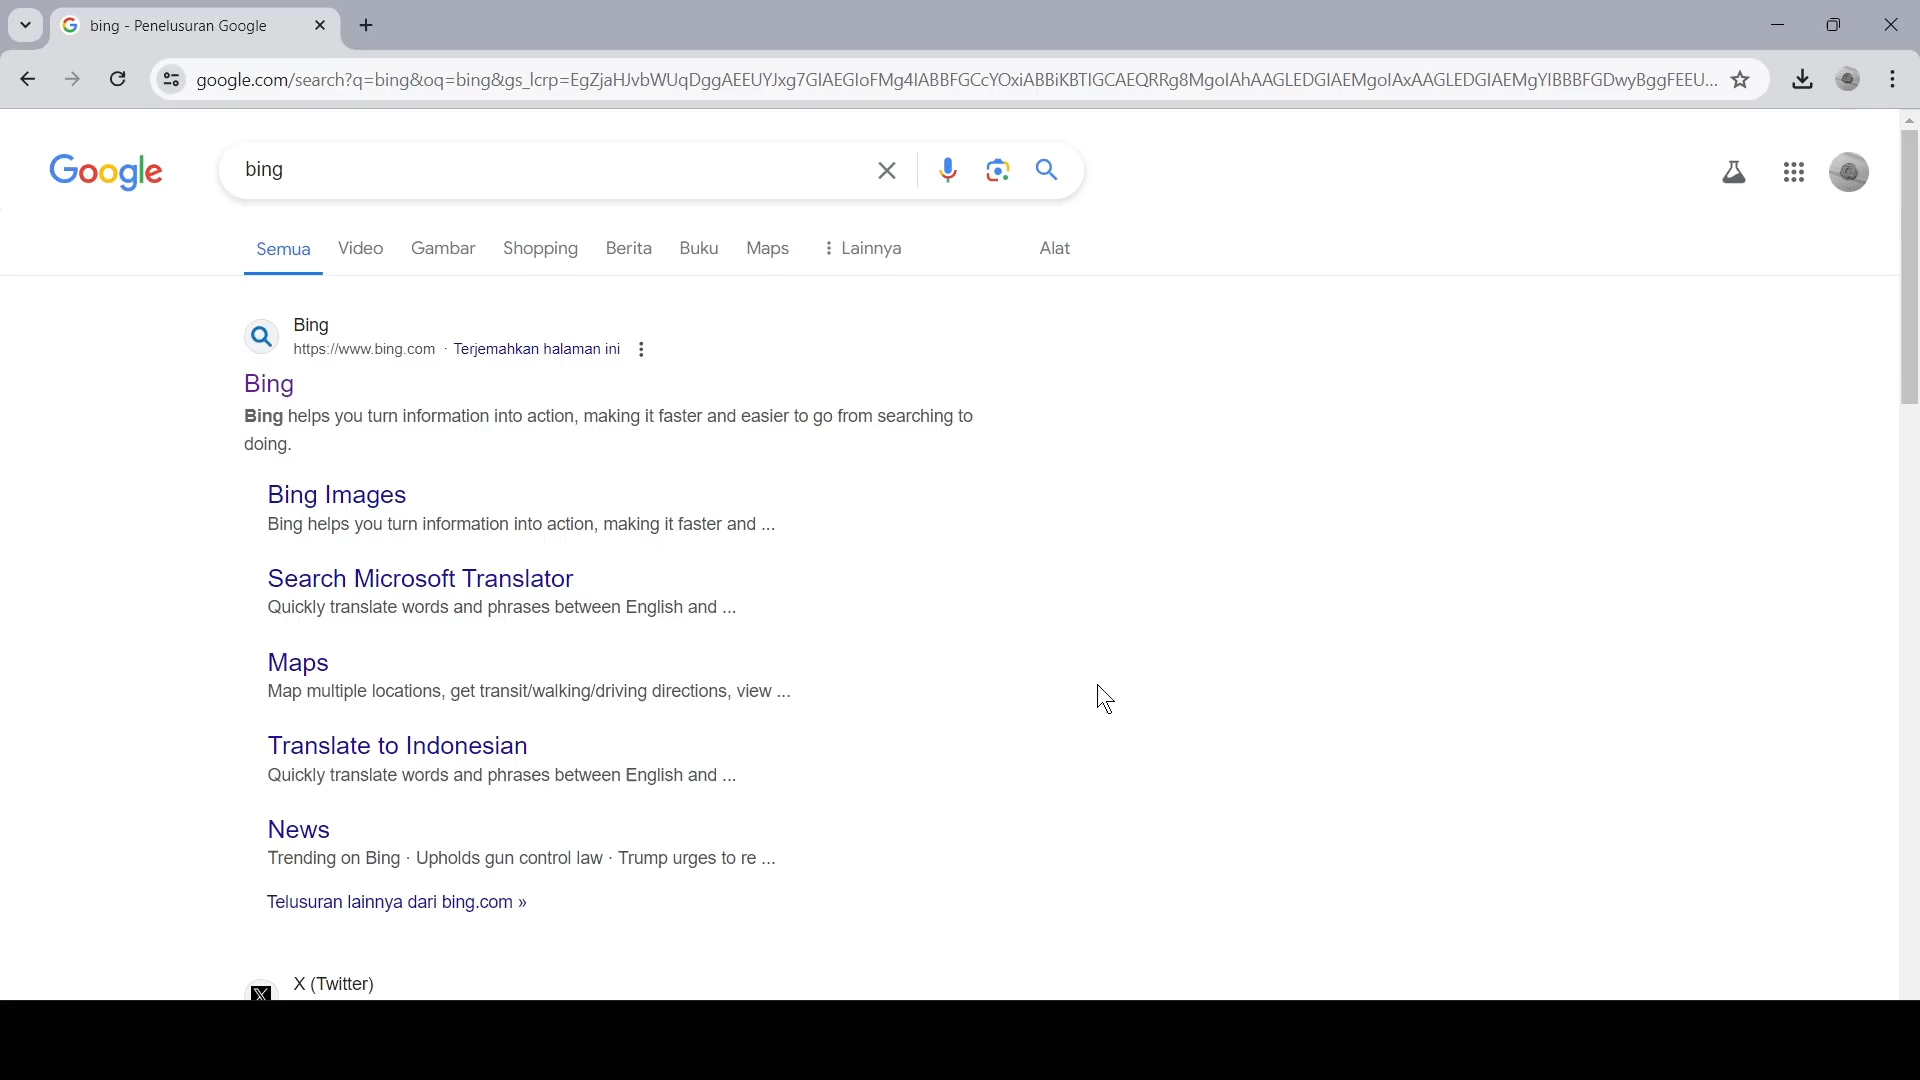 bing - Penelusuran Google
google.com/search?q=bing&oq=bing&gs_lcrp=EgZjaHJvbWUqDggAEEUYJxg7GIAEGIoFMg4IABBFGCcYOxiABBiKBTIGCAEQRRg8MgoIAhAAGLEDGIAEMgoIAxAAGLEDGIAEMgYIBBBFGDwyBggFEEU...
Google
bing
Semua Video Gambar Shopping Berita Buku Maps Lainnya Alat
Bing
https://www.bing.com · Terjemahkan halaman ini
Bing
Bing helps you turn information into action, making it faster and easier to go from searching to
doing.
Bing Images
Bing helps you turn information into action, making it faster and ...
Search Microsoft Translator
Quickly translate words and phrases between English and ...
Maps
Map multiple locations, get transit/walking/driving directions, view ...
Translate to Indonesian
Quickly translate words and phrases between English and ...
News
Trending on Bing · Upholds gun control law · Trump urges to re ...
Telusuran lainnya dari bing.com »
X (Twitter)